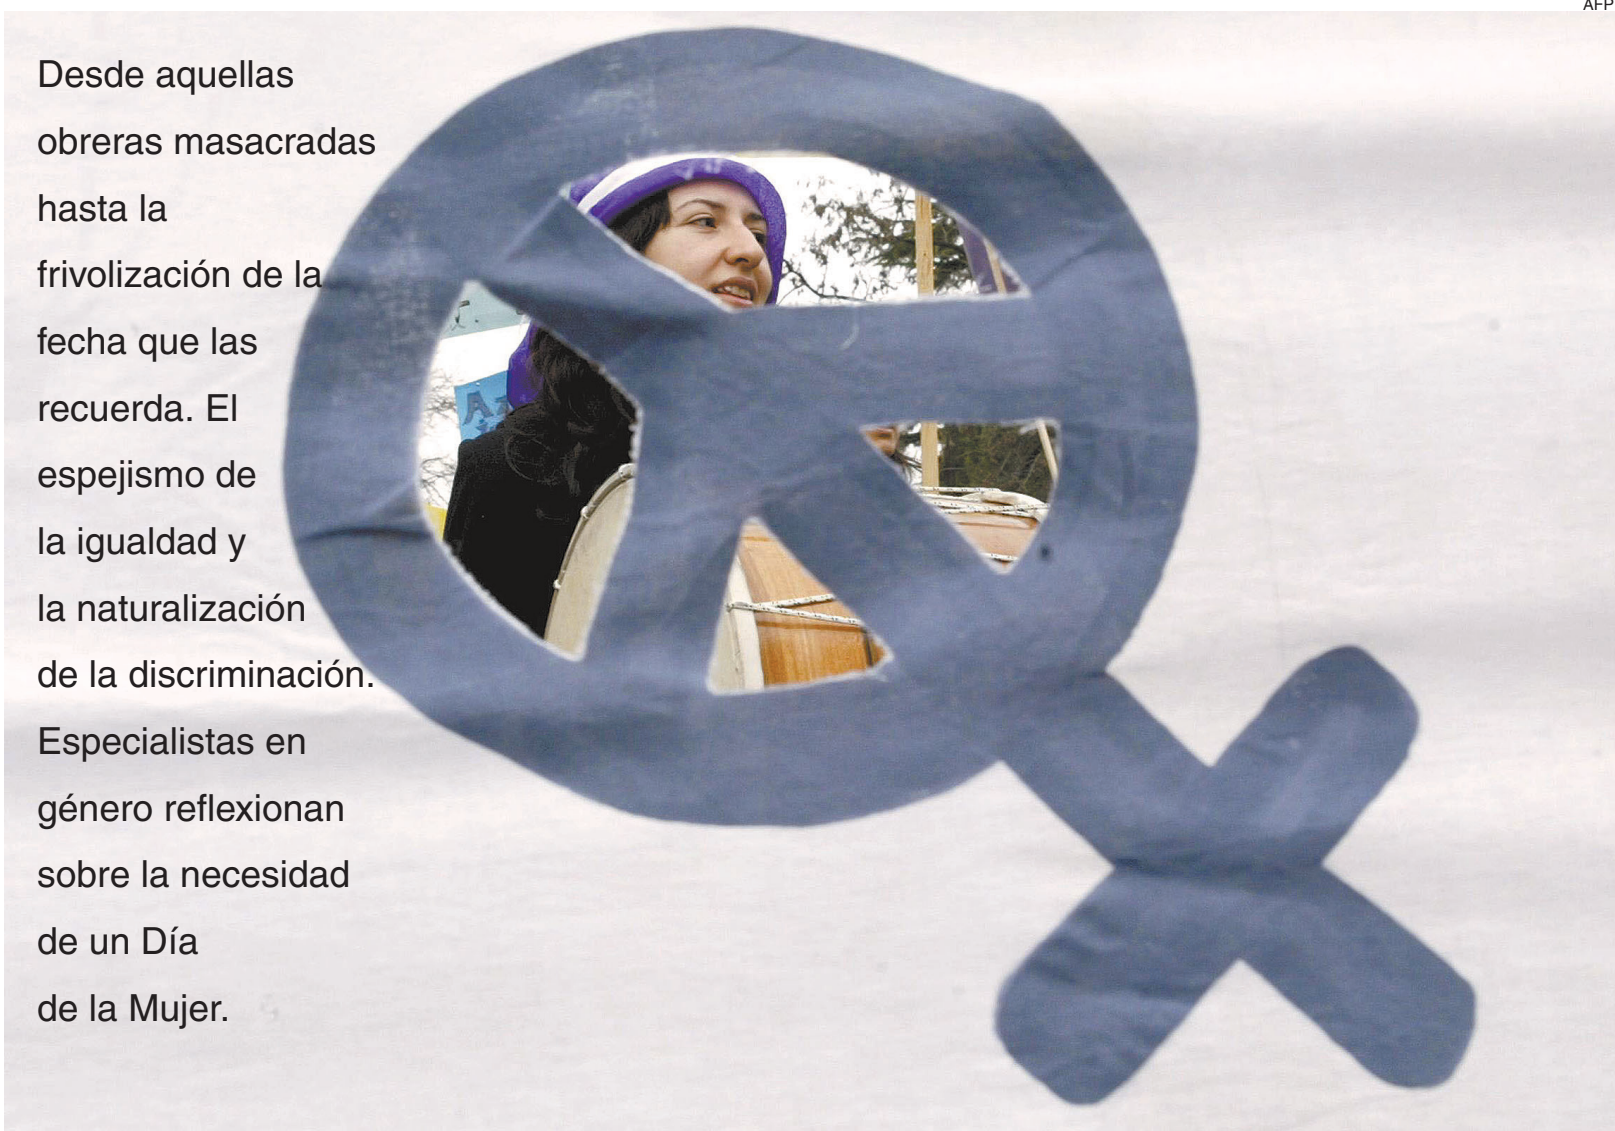 AFP
Desde aquellas
obreras masacradas
hasta la
frivolización de la
fecha que las
recuerda. El
espejismo de
la igualdad y
la naturalización
de la discriminación.
Especialistas en
género reflexionan
sobre la necesidad
de un Día
de la Mujer.